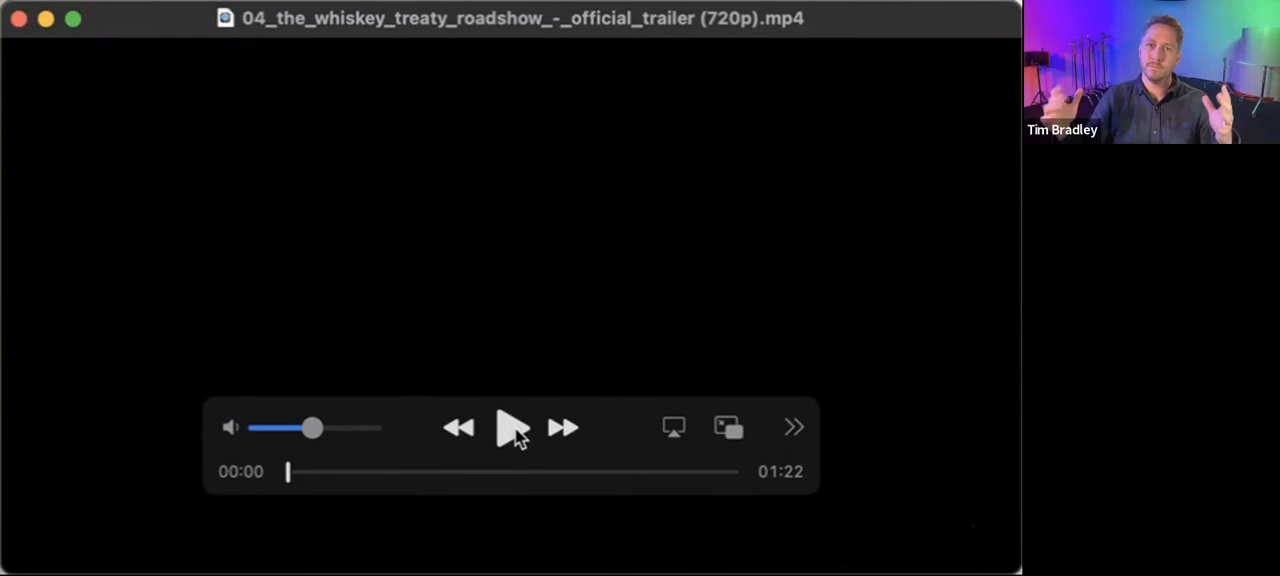 04_the_whiskey_treaty_roadshow_-_official_trailer (720p).mp4
Tim Bradley
00:00
01:22